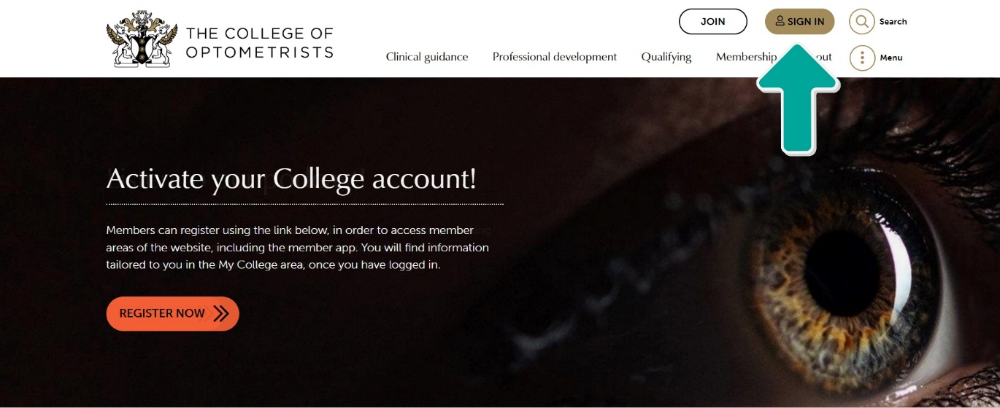 THE COLLEGE OF
OPTOMETRISTS
JOIN
SIGN IN
Search
Clinical guidance
Professional development
Qualifying
Membership
out
Menu
Activate your College account!
Members can register using the link below, in order to access member
areas of the website, including the member app. You will find information
tailored to you in the My College area, once you have logged in.
REGISTER NOW